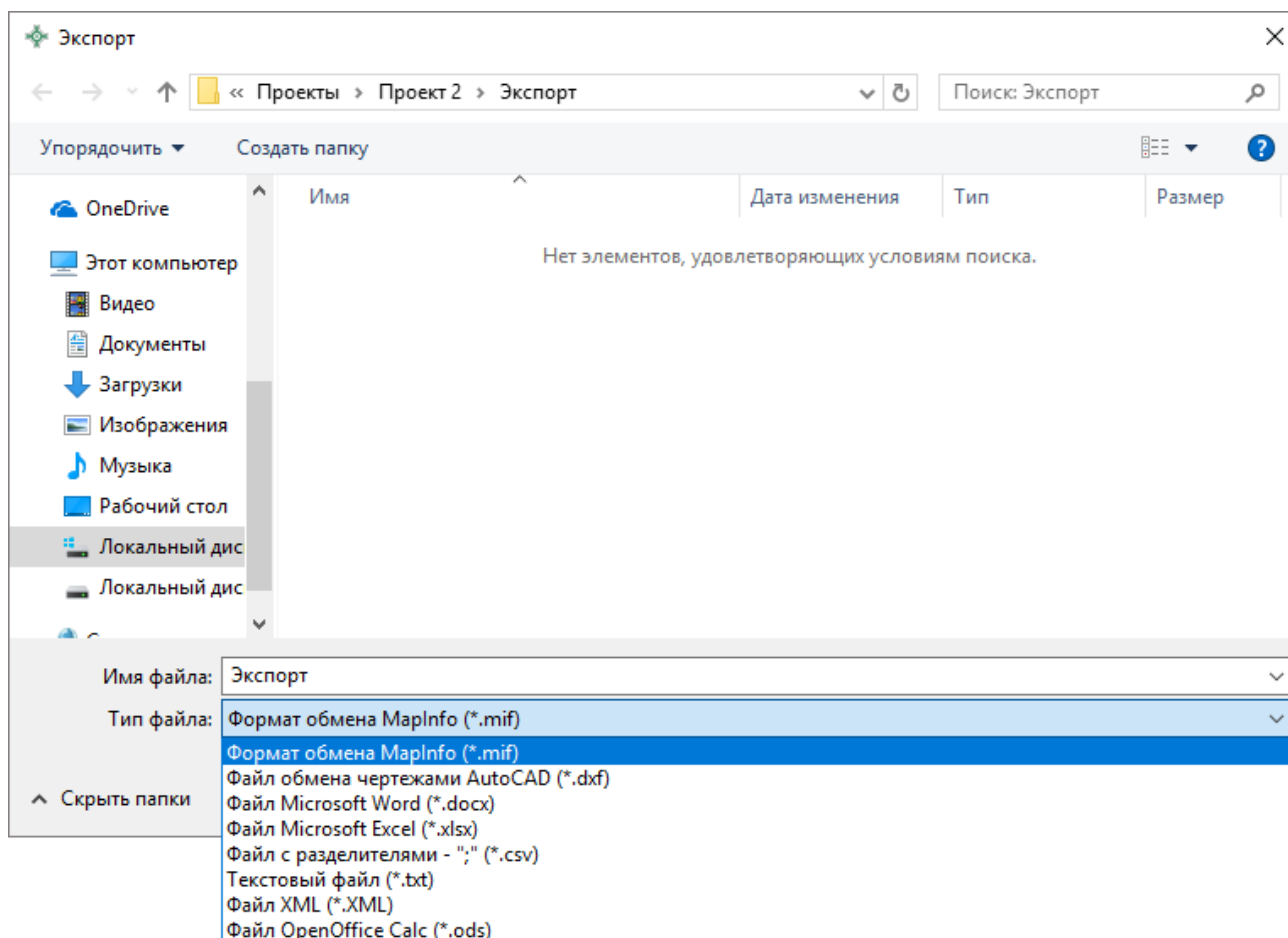 Экспорт
« Проекты › Проект 2 › Экспорт
Поиск: Экспорт
Упорядочить
Создать папку
Имя
Дата изменения
Тип
Размер
OneDrive
Этот компьютер
Видео
Документы
Загрузки
Изображения
Музыка
Рабочий стол
Локальный дис
Локальный дис
Нет элементов, удовлетворяющих условиям поиска.
Имя файла: Экспорт
Тип файла: Формат обмена MapInfo (*.mif)
Формат обмена MapInfo (*.mif)
Файл обмена чертежами AutoCAD (*.dxf)
Файл Microsoft Word (*.docx)
Файл Microsoft Excel (*.xlsx)
Файл с разделителями - ";" (*.csv)
Текстовый файл (*.txt)
Файл XML (*.XML)
Файл OpenOffice Calc (*.ods)
Скрыть папки